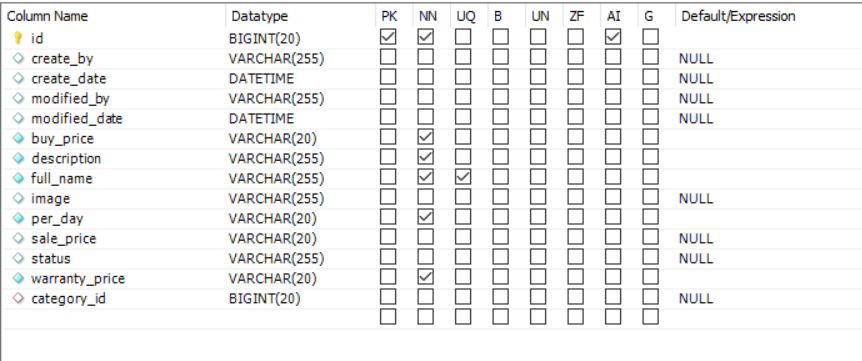 Column Name Datatype PK NN UQ B UN ZF AI G Default/Expression
id BIGINT(20)
create_by VARCHAR(255) NULL
create_date DATETIME NULL
modified_by VARCHAR(255) NULL
modified_date DATETIME NULL
buy_price VARCHAR(20)
description VARCHAR(255)
full_name VARCHAR(255)
image VARCHAR(255) NULL
per_day VARCHAR(20)
sale_price VARCHAR(20) NULL
status VARCHAR(255) NULL
warranty_price VARCHAR(20)
category_id BIGINT(20) NULL